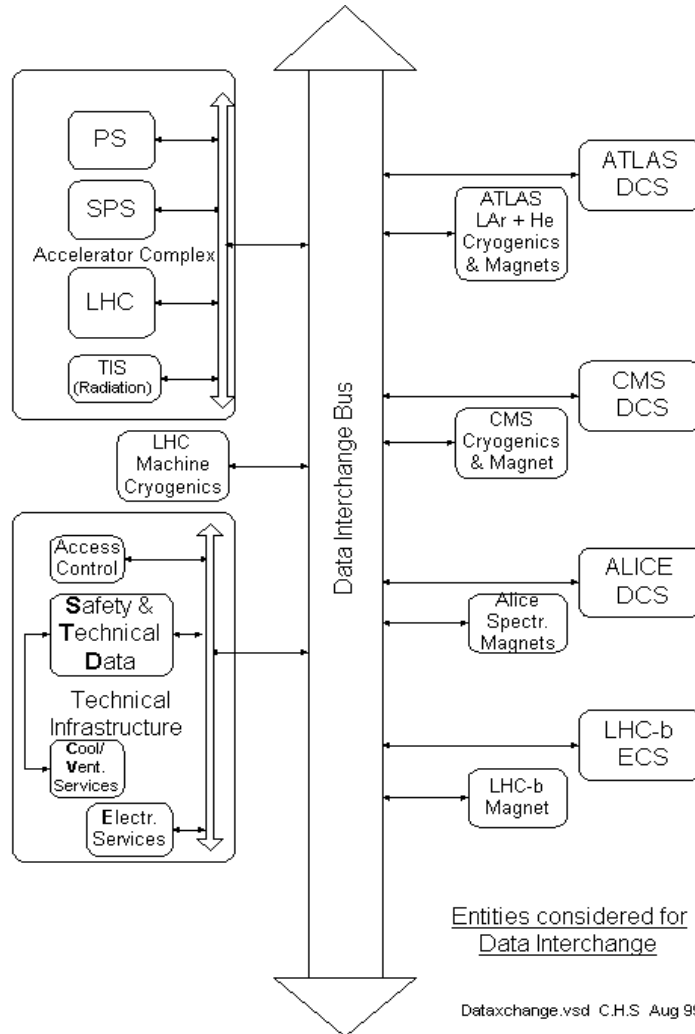 PS
SPS
Accelerator Complex
LHC
TIS
(Radiation)
LHC
Machine
Cryogenics
Access
Control
Safety &
Technical
Data
Technical
Infrastructure
Cool/
Vent.
Services
Electr.
Services
Data Interchange Bus
ATLAS
DCS
ATLAS
LAr + He
Cryogenics
& Magnets
CMS
DCS
CMS
Cryogenics
& Magnet
ALICE
DCS
Alice
Spectr.
Magnets
LHC-b
ECS
LHC-b
Magnet
Entities considered for
Data Interchange
Dataxchange.vsd C.H.S Aug 99